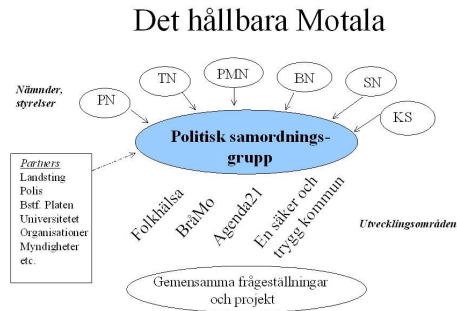 Det hållbara Motala
Nämnder,
styrelser
PN
TN
PMN
BN
SN
KS
Politisk samordnings-
grupp
Partners
Landsting
Polis
Bstf. Platen
Universitetet
Organisationer
Myndigheter
etc.
Folkhälsa
BråMo
Agenda21
En säker och
trygg kommun
Utvecklingsområden
Gemensamma frågeställningar
och projekt